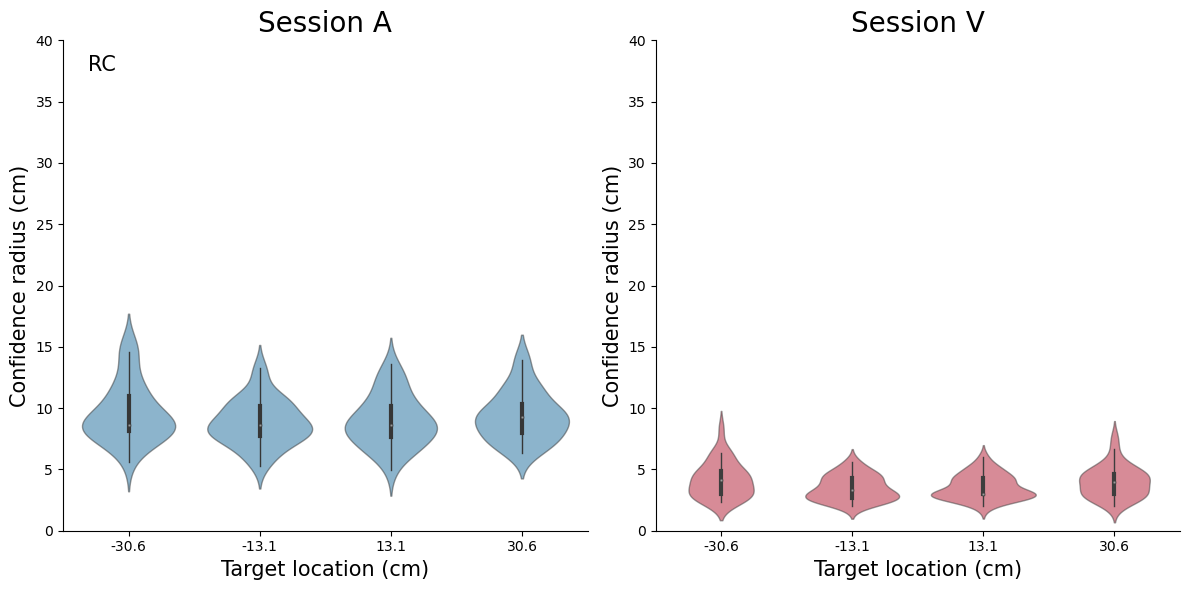 Session A
RC
Confidence radius (cm)
40
35
30
25
20
15
10
5
0
-30.6 -13.1 13.1 30.6
Target location (cm)
Session V
Confidence radius (cm)
40
35
30
25
20
15
10
5
0
-30.6 -13.1 13.1 30.6
Target location (cm)